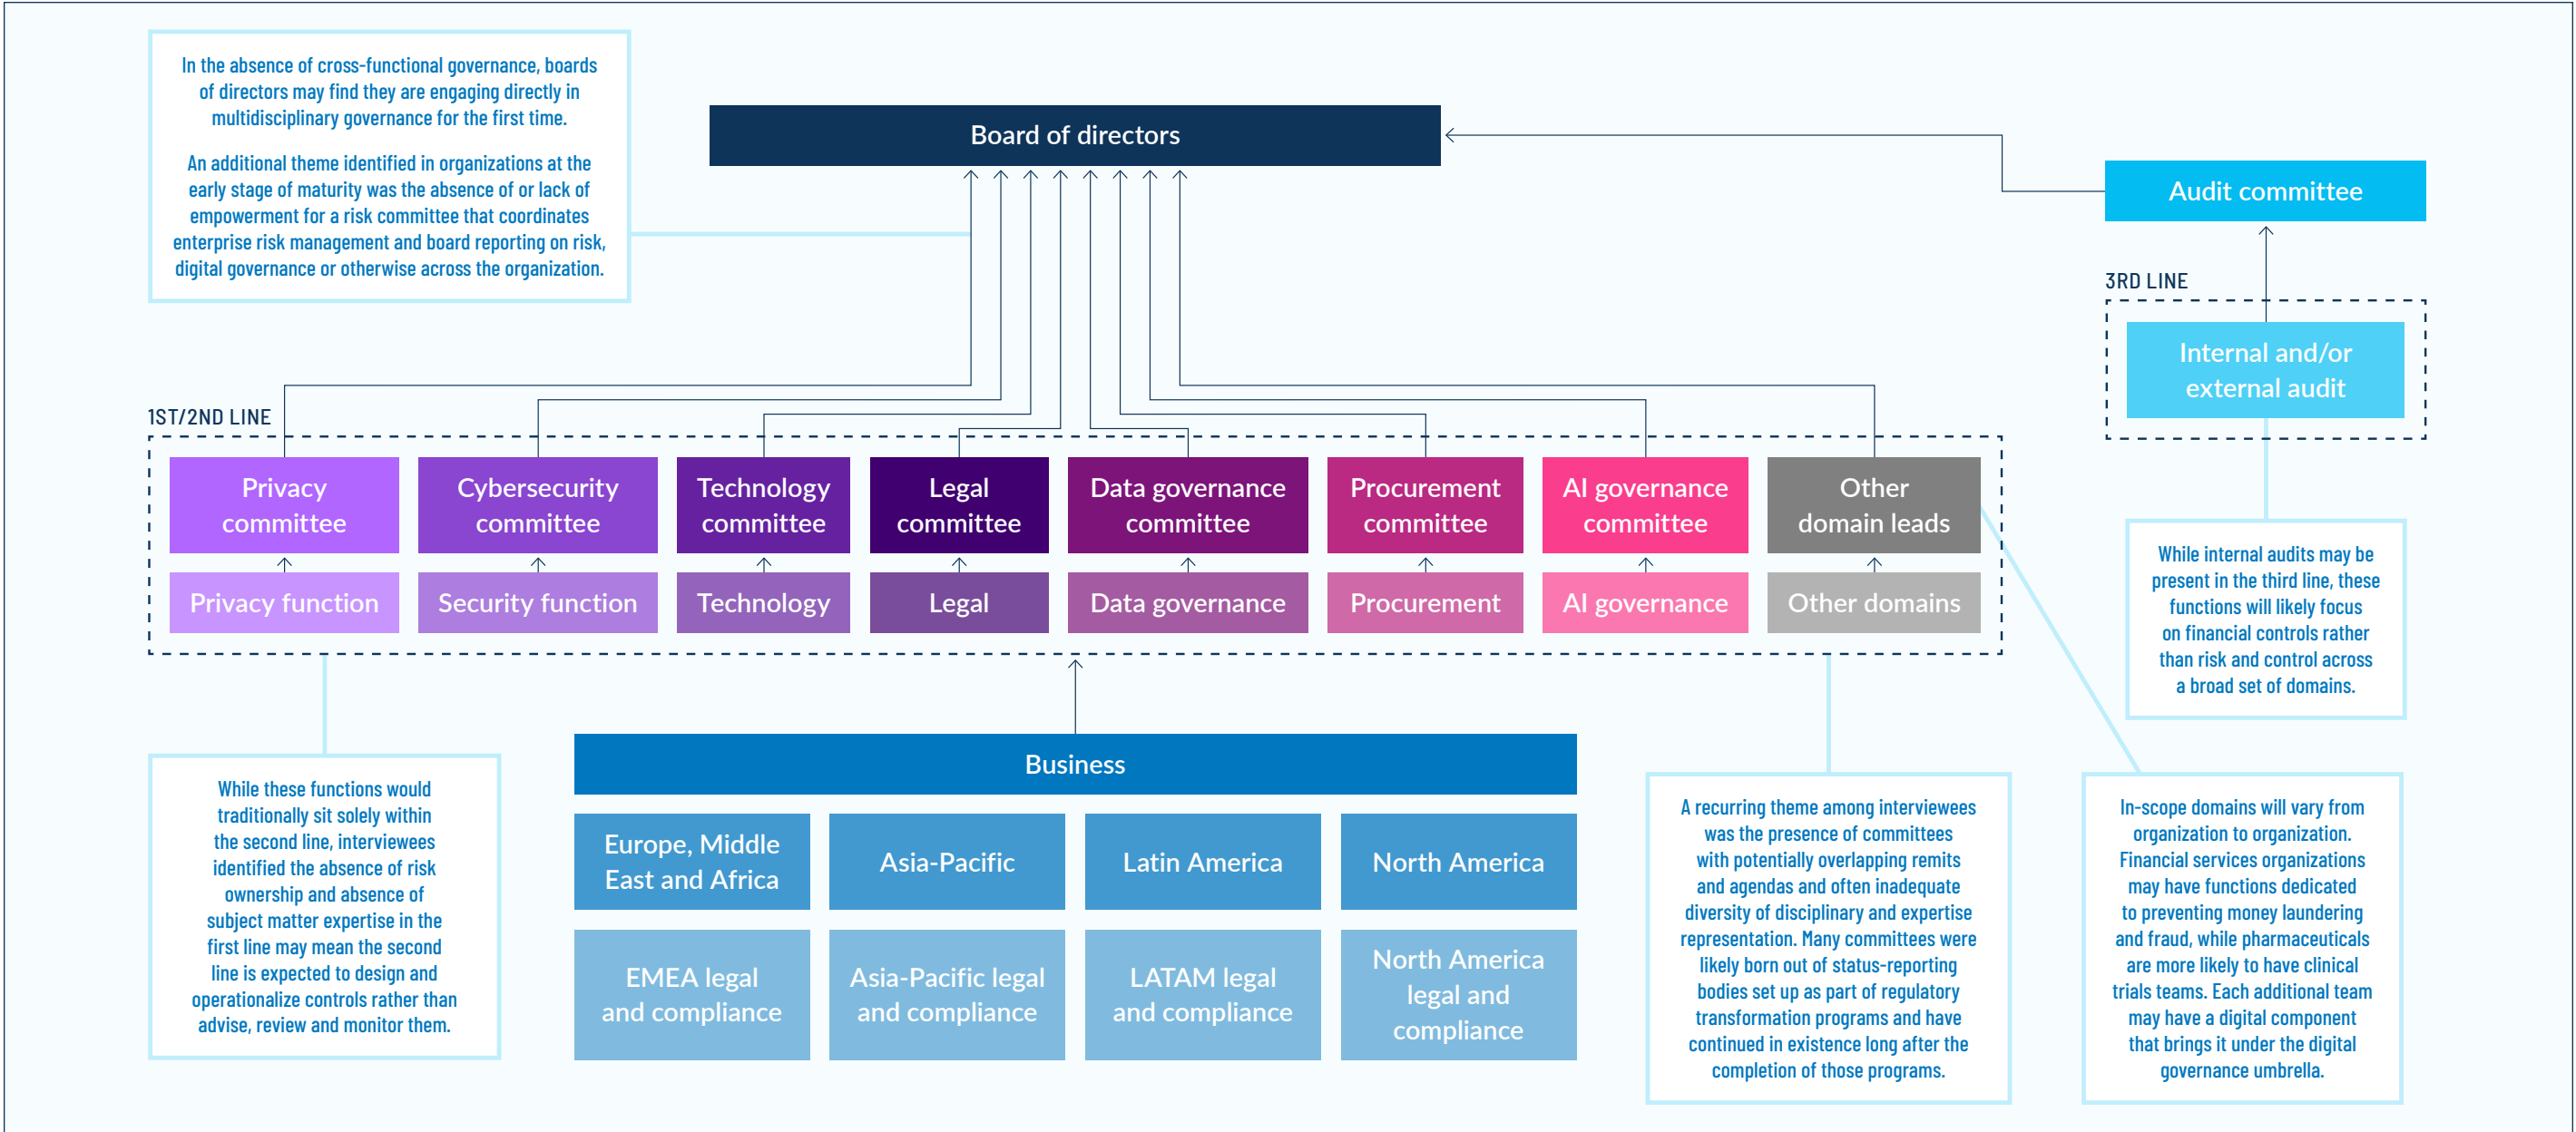 In the absence of cross-functional governance, boards
of directors may find they are engaging directly in
multidisciplinary governance for the first time.
An additional theme identified in organizations at the
early stage of maturity was the absence of or lack of
empowerment for a risk committee that coordinates
enterprise risk management and board reporting on risk,
digital governance or otherwise across the organization.
Board of directors
Audit committee
3RD LINE
Internal and/or
external audit
1ST/2ND LINE
Privacy
committee
Cybersecurity
committee
Technology
committee
Legal
committee
Data governance
committee
Procurement
committee
AI governance
committee
Other
domain leads
Privacy function
Security function
Technology
Legal
Data governance
Procurement
AI governance
Other domains
While internal audits may be
present in the third line, these
functions will likely focus
on financial controls rather
than risk and control across
a broad set of domains.
While these functions would
traditionally sit solely within
the second line, interviewees
identified the absence of risk
ownership and absence of
subject matter expertise in the
first line may mean the second
line is expected to design and
operationalize controls rather than
advise, review and monitor them.
Business
Europe, Middle
East and Africa
Asia-Pacific
Latin America
North America
EMEA legal
and compliance
Asia-Pacific legal
and compliance
LATAM legal
and compliance
North America
legal and
compliance
A recurring theme among interviewees
was the presence of committees
with potentially overlapping remits
and agendas and often inadequate
diversity of disciplinary and expertise
representation. Many committees were
likely born out of status-reporting
bodies set up as part of regulatory
transformation programs and have
continued in existence long after the
completion of those programs.
In-scope domains will vary from
organization to organization.
Financial services organizations
may have functions dedicated
to preventing money laundering
and fraud, while pharmaceuticals
are more likely to have clinical
trials teams. Each additional team
may have a digital component
that brings it under the digital
governance umbrella.